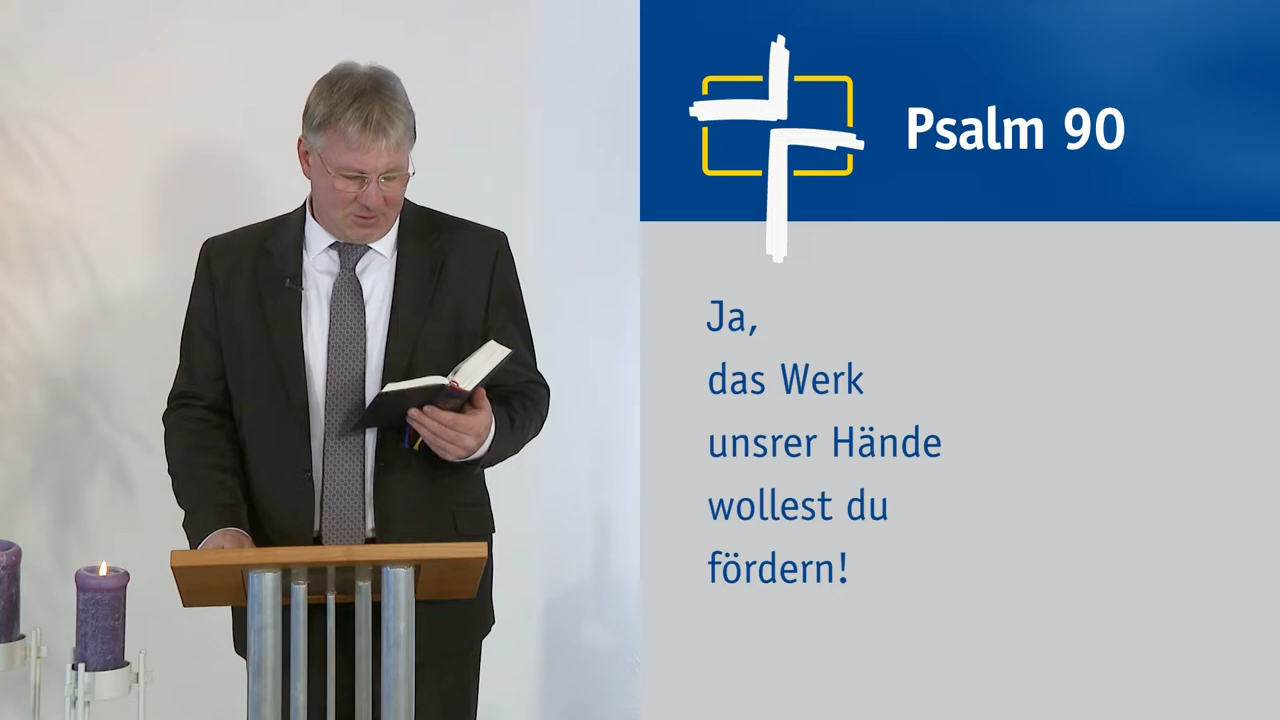 Psalm 90
Ja,
das Werk
unsrer Hände
wollest du
fördern!